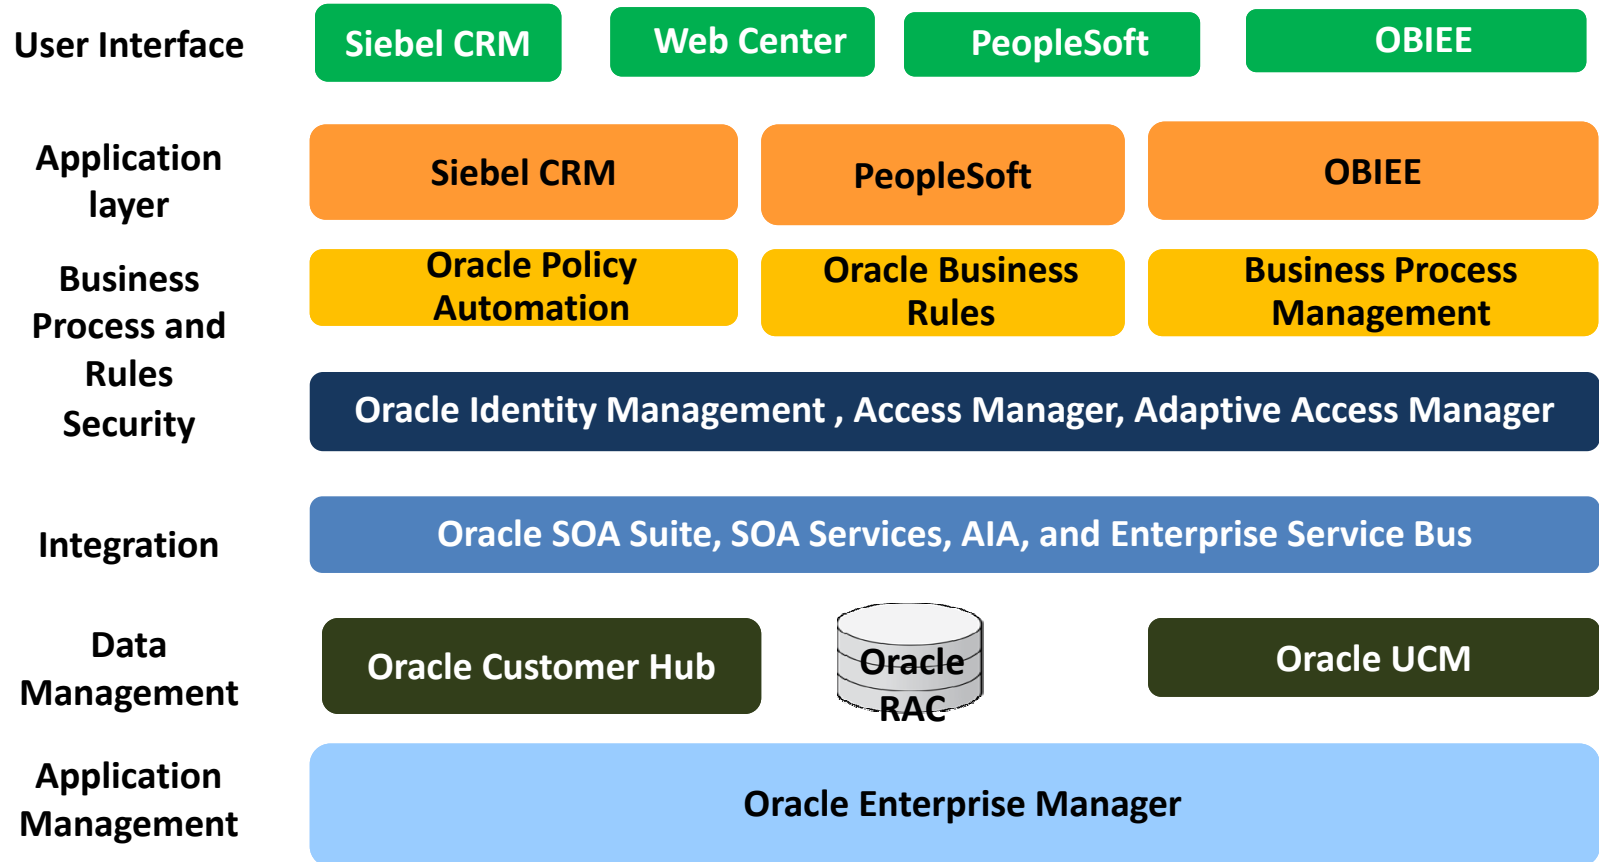 User Interface
Siebel CRM
Web Center
PeopleSoft
OBIEE
Application
layer
Siebel CRM
PeopleSoft
OBIEE
Business
Process and
Rules
Oracle Policy
Automation
Oracle Business
Rules
Business Process
Management
Security
Oracle Identity Management , Access Manager, Adaptive Access Manager
Integration
Oracle SOA Suite, SOA Services, AIA, and Enterprise Service Bus
Data
Management
Oracle Customer Hub
Oracle
RAC
Oracle UCM
Application
Management
Oracle Enterprise Manager